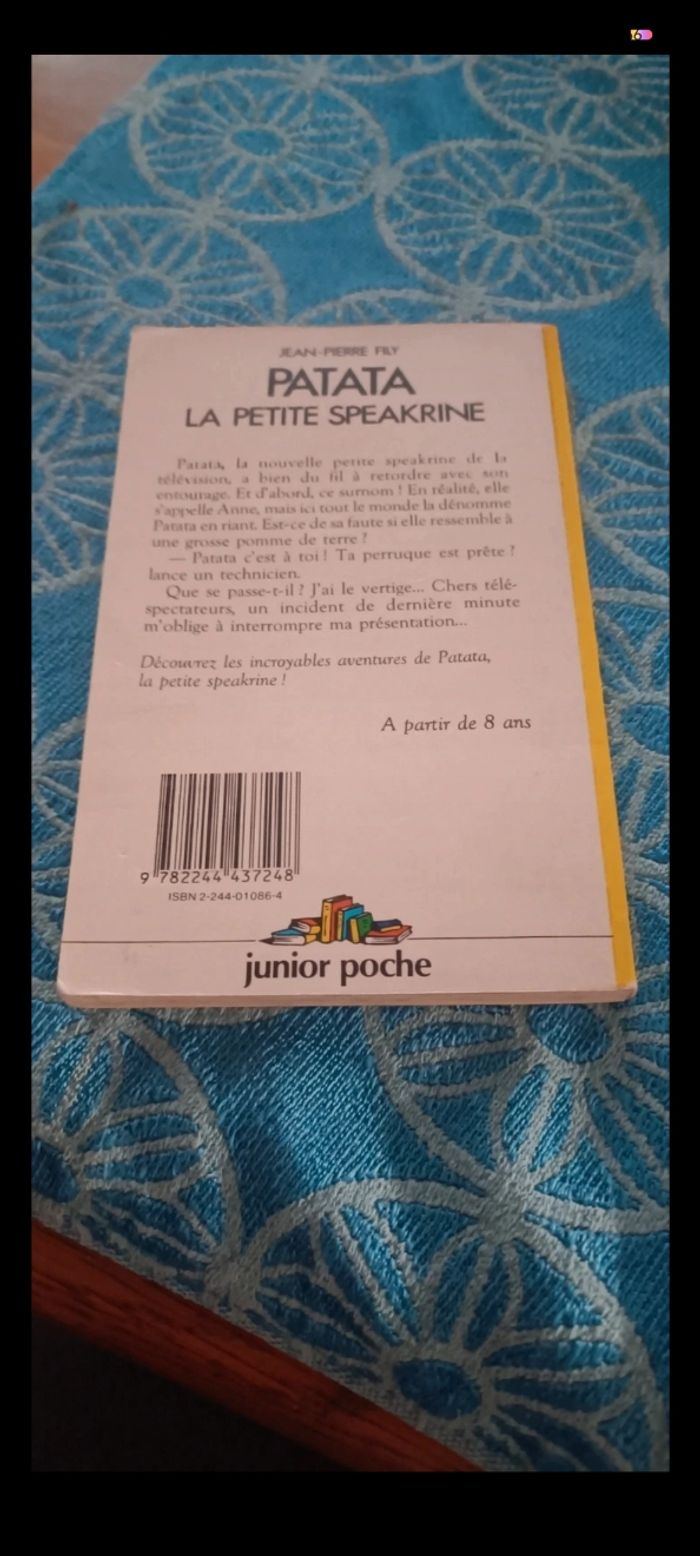 JEAN-PIERRE FILY
PATATA
LA PETITE SPEAKRINE
Patata, la nouvelle petite speakrine de la
télévision, a bien du fil à retordre avec son
entourage. Et d'abord, ce surnom ! En réalité, elle
s'appelle Anne, mais ici tout le monde la dénomme
Patata en riant. Est-ce de sa faute si elle ressemble à
une grosse pomme de terre ?
— Patata c'est à toi ! Ta perruque est prête ?
lance un technicien.
Que se passe-t-il ? J'ai le vertige... Chers télé-
spectateurs, un incident de dernière minute
m'oblige à interrompre ma présentation...
Découvrez les incroyables aventures de Patata,
la petite speakrine !
A partir de 8 ans
9 782244 437248
ISBN 2-244-01086-4
junior poche